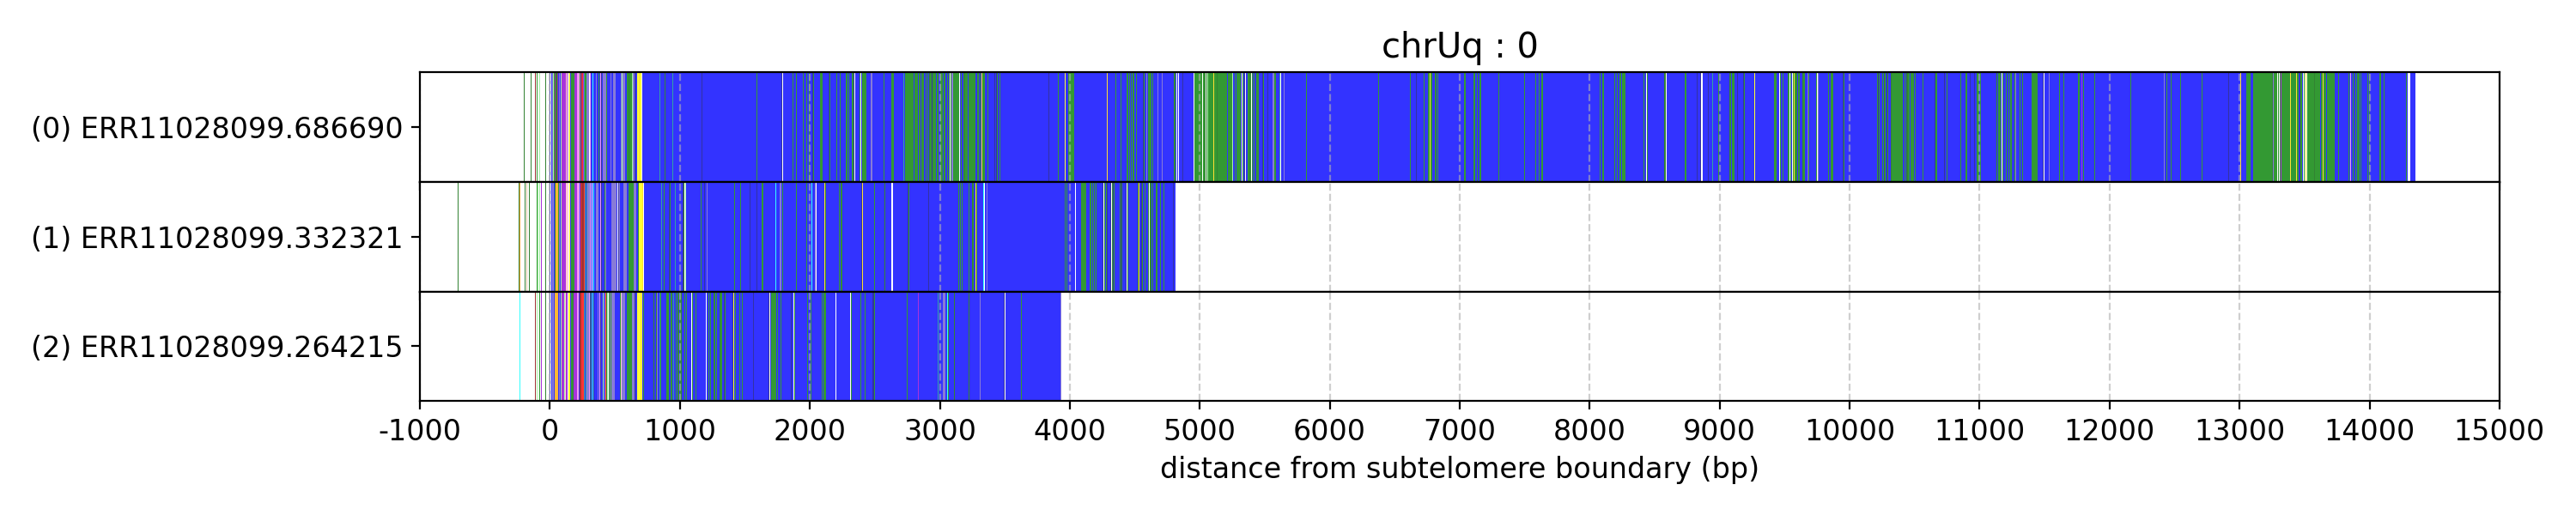 chrUq : 0
(0) ERR11028099.686690
(1) ERR11028099.332321
(2) ERR11028099.264215
-1000 0 1000 2000 3000 4000 5000 6000 7000 8000 9000 10000 11000 12000 13000 14000 15000
distance from subtelomere boundary (bp)